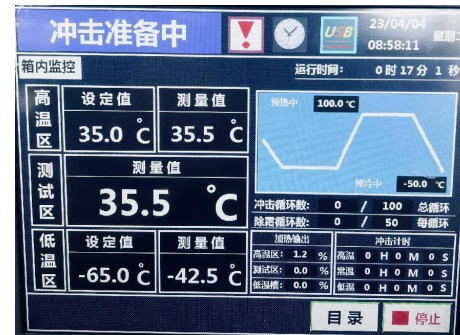 冲击准备中 USB 23/04/04 星期二
08:58:11
箱内监控 运行时间: 0 时 17 分 1 秒
高温区 设定值 测量值
35.0 ℃ 35.5 ℃
预热中 100.0 ℃
测试区 测量值
35.5 ℃
预冷中 -50.0 ℃
冲击循环数: 0 / 100 总循环
除霜循环数: 0 / 50 每循环
低温区 设定值 测量值
-65.0 ℃ -42.5 ℃
加热输出 冲击计时
高温区: 1.2 % 高温 0 H 0 M 0 S
测试区: 0.0 % 常温 0 H 0 M 0 S
低温槽: 0.0 % 低温 0 H 0 M 0 S
目录 停止